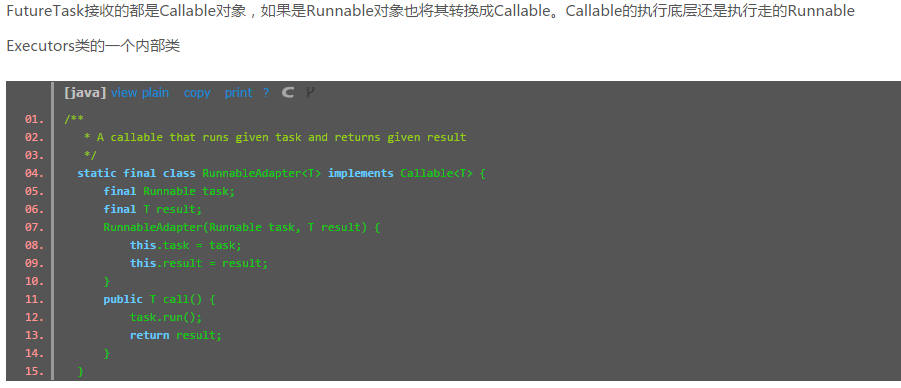 FutureTask接收的都是Callable对象，如果是Runnable对象也将其转换成Callable。Callable的执行底层还是执行走的Runnable
Executors类的一个内部类
[java] view plain copy print ?
01. /**
02. * A callable that runs given task and returns given result
03. */
04. static final class RunnableAdapter<T> implements Callable<T> {
05. final Runnable task;
06. final T result;
07. RunnableAdapter(Runnable task, T result) {
08. this.task = task;
09. this.result = result;
10. }
11. public T call() {
12. task.run();
13. return result;
14. }
15. }